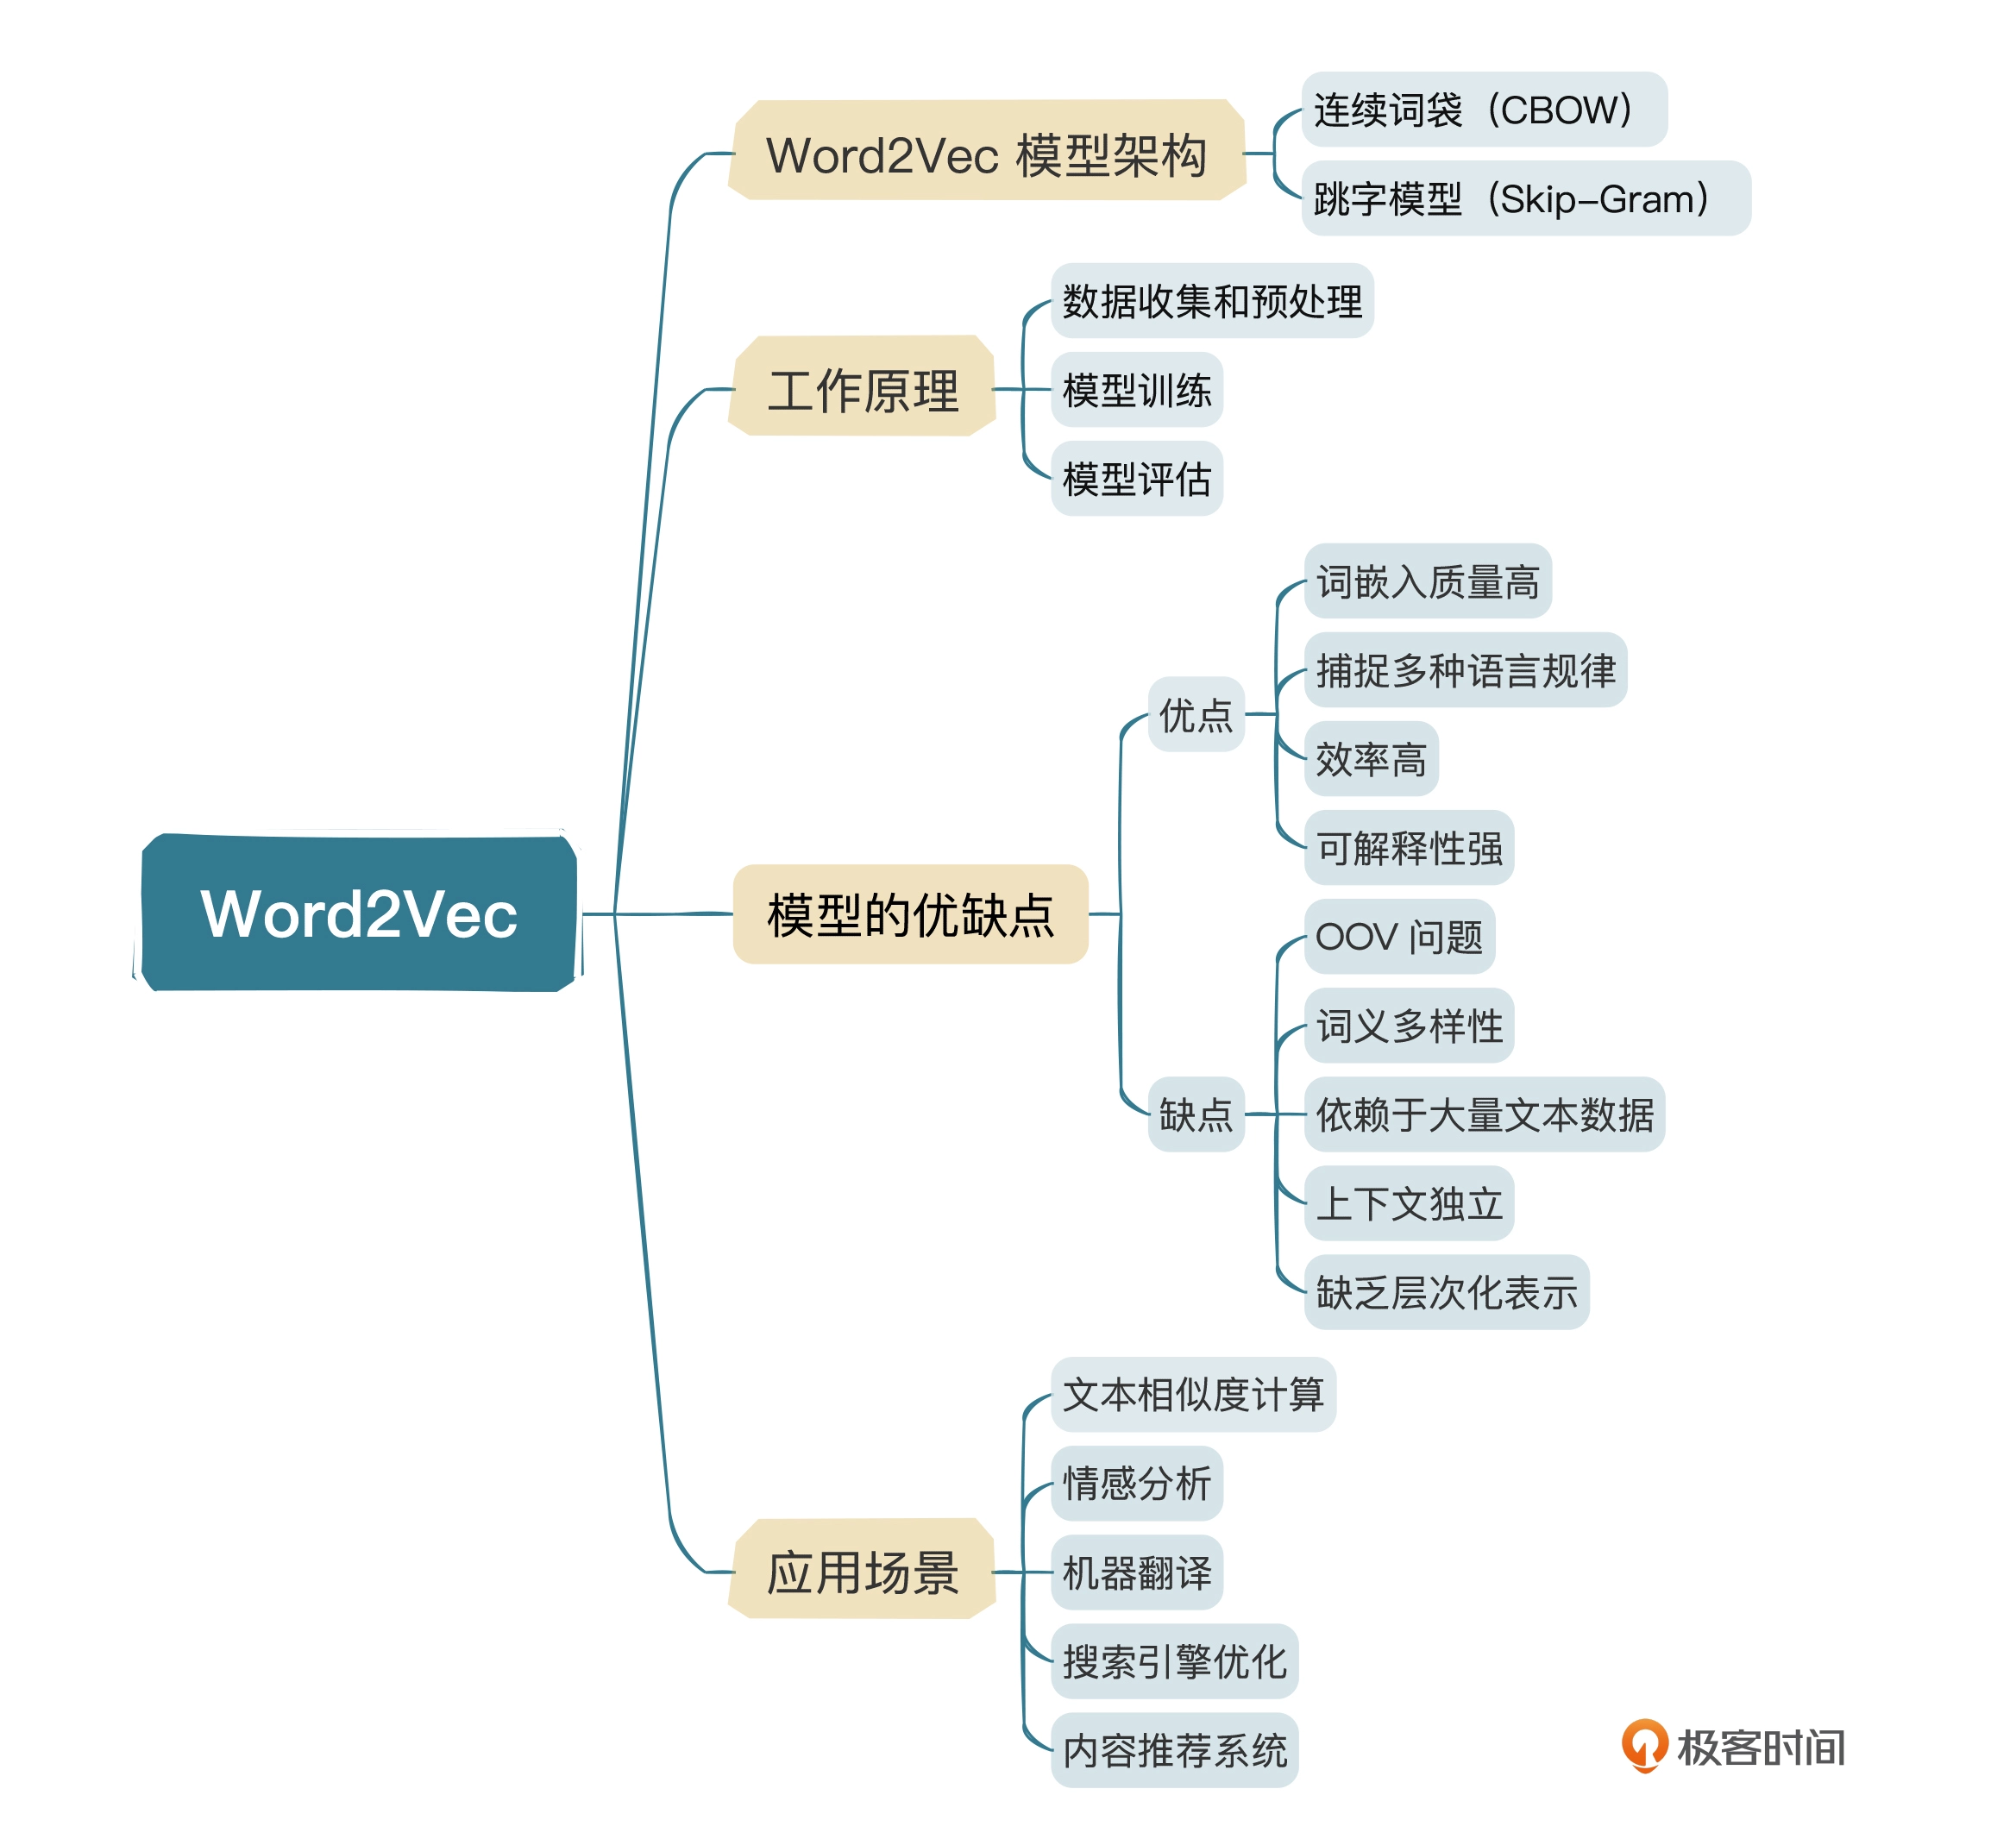 Word2Vec
Word2Vec 模型架构
连续词袋（CBOW）
跳字模型（Skip-Gram）
工作原理
数据收集和预处理
模型训练
模型评估
模型的优缺点
优点
词嵌入质量高
捕捉多种语言规律
效率高
可解释性强
缺点
OOV 问题
词义多样性
依赖于大量文本数据
上下文独立
缺乏层次化表示
应用场景
文本相似度计算
情感分析
机器翻译
搜索引擎优化
内容推荐系统
极客时间